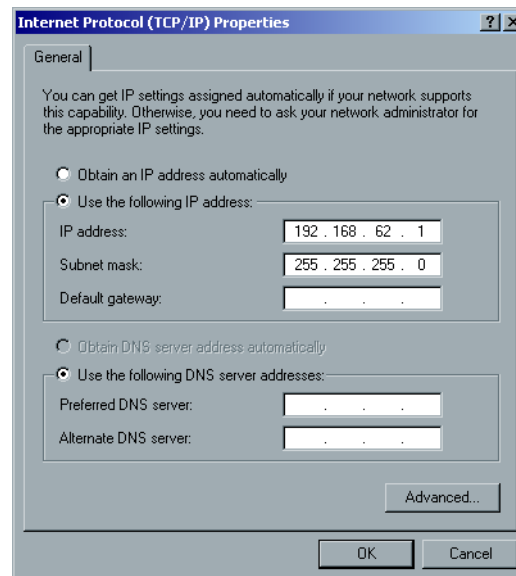 Internet Protocol (TCP/IP) Properties
General
You can get IP settings assigned automatically if your network supports
this capability. Otherwise, you need to ask your network administrator for
the appropriate IP settings.
Obtain an IP address automatically
Use the following IP address:
IP address: 192 . 168 . 62 . 1
Subnet mask: 255 . 255 . 255 . 0
Default gateway: . . .
Obtain DNS server address automatically
Use the following DNS server addresses:
Preferred DNS server: . . .
Alternate DNS server: . . .
Advanced...
OK Cancel